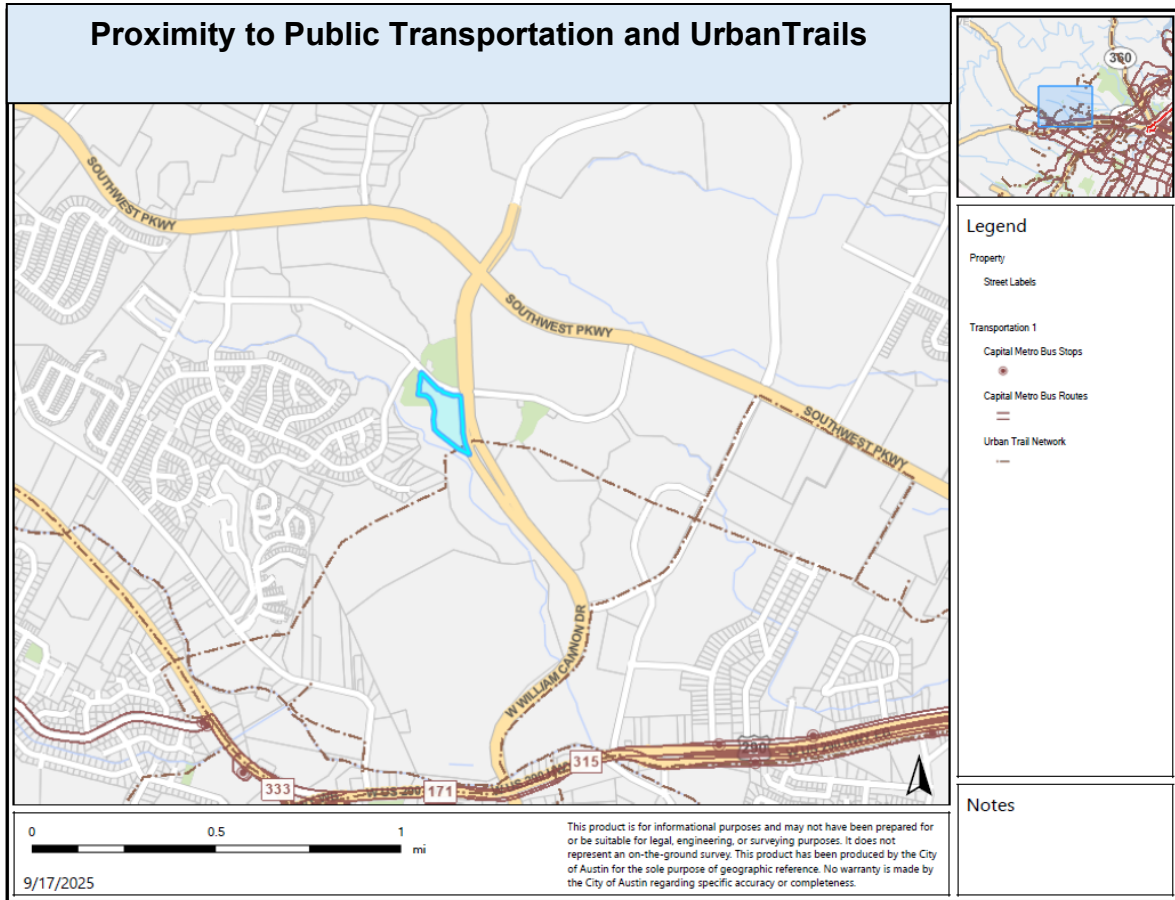 Proximity to Public Transportation and UrbanTrails
360
SOUTHWEST PKWY
SOUTHWEST PKWY
SOUTHWEST PKWY
W WILLIAM CANNON DR
290
315
333
171
W US 290
Legend
Property
Street Labels
Transportation 1
Capital Metro Bus Stops
Capital Metro Bus Routes
Urban Trail Network
Notes
0 0.5 1
mi
9/17/2025
This product is for informational purposes and may not have been prepared for
or be suitable for legal, engineering, or surveying purposes. It does not
represent an on-the-ground survey. This product has been produced by the City
of Austin for the sole purpose of geographic reference. No warranty is made by
the City of Austin regarding specific accuracy or completeness.